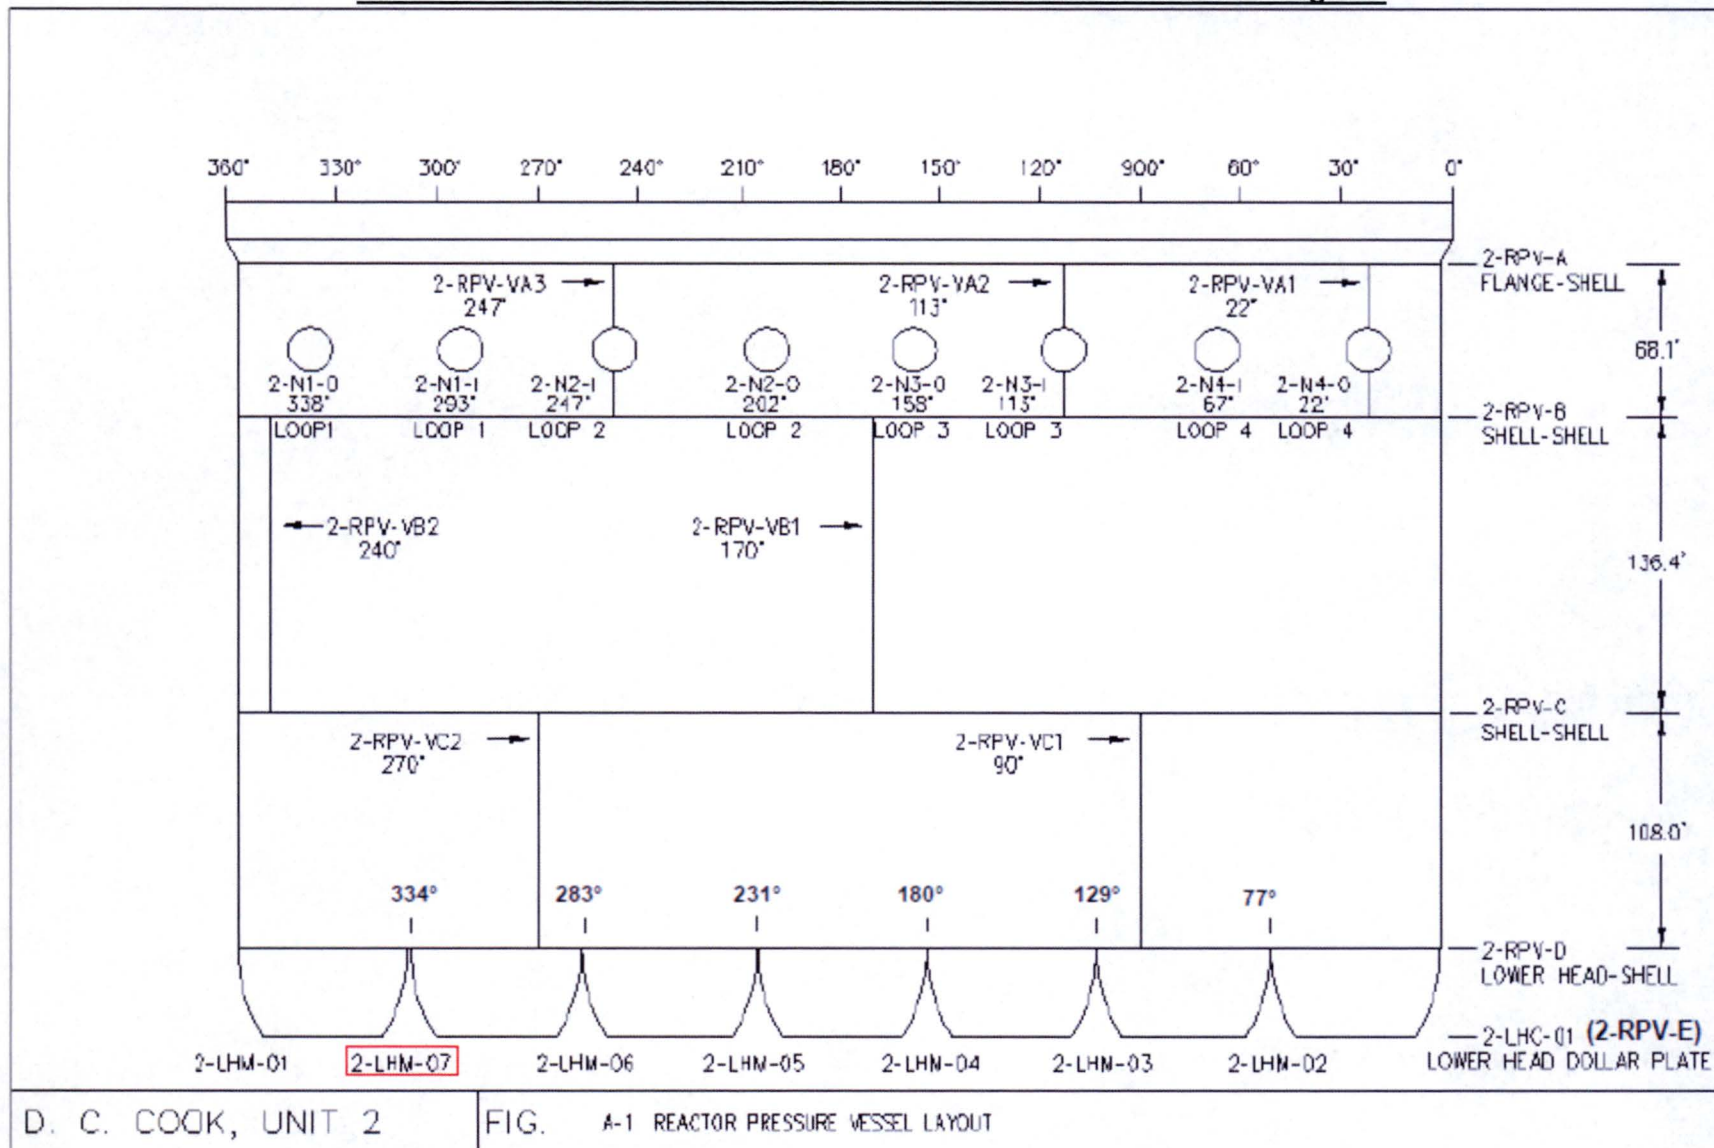 360° 330° 300° 270° 240° 210° 180° 150° 120° 900° 60° 30° 0°
2-RPV-A
FLANGE-SHELL
2-RPV-VA3
247°
2-RPV-VA2
113°
2-RPV-VA1
22°
68.1"
2-N1-O
338°
LOOP1
2-N1-I
293°
LOOP 1
2-N2-I
247°
LOOP 2
2-N2-O
202°
LOOP 2
2-N3-O
158°
LOOP 3
2-N3-I
113°
LOOP 3
2-N4-I
67°
LOOP 4
2-N4-O
22°
LOOP4
2-RPV-B
SHELL-SHELL
2-RPV-VB2
240°
2-RPV-VB1
170°
136.4"
2-RPV-C
SHELL-SHELL
2-RPV-VC2
270°
2-RPV-VC1
90°
108.0"
334° 283° 231° 180° 129° 77°
2-RPV-D
LOWER HEAD-SHELL
2-LHC-01 (2-RPV-E)
LOWER HEAD DOLLAR PLATE
2-LHM-01 2-LHM-07 2-LHM-06 2-LHM-05 2-LHM-04 2-LHM-03 2-LHM-02
D. C. COOK, UNIT 2
FIG. A-1 REACTOR PRESSURE VESSEL LAYOUT